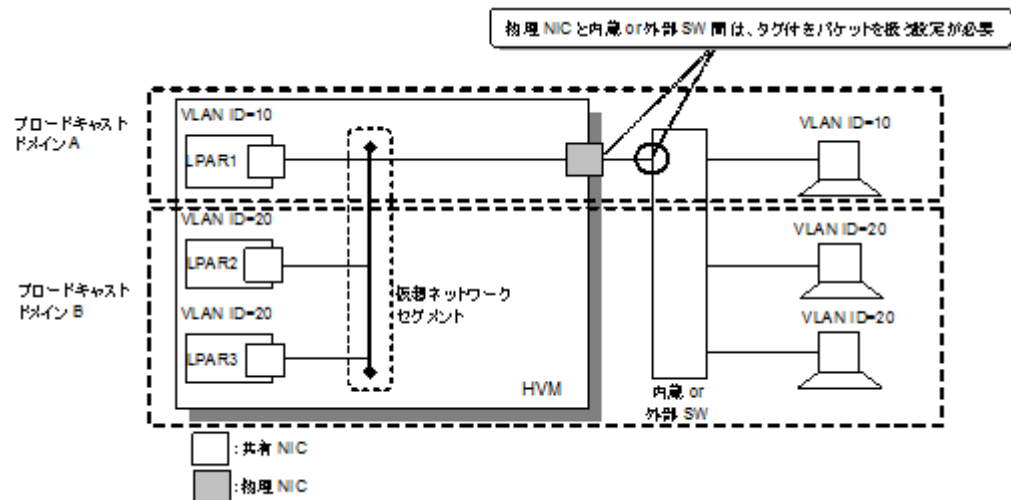 物理 NIC と内蔵 or 外部 SW 間は、タグ付きパケットを扱う設定が必要
ブロードキャスト
ドメイン A
VLAN ID=10
LPAR1
VLAN ID=10
VLAN ID=20
LPAR2
VLAN ID=20
ブロードキャスト
ドメイン B
仮想ネットワーク
セグメント
VLAN ID=20
LPAR3
VLAN ID=20
HVM
内蔵 or
外部 SW
:共有 NIC
:物理 NIC